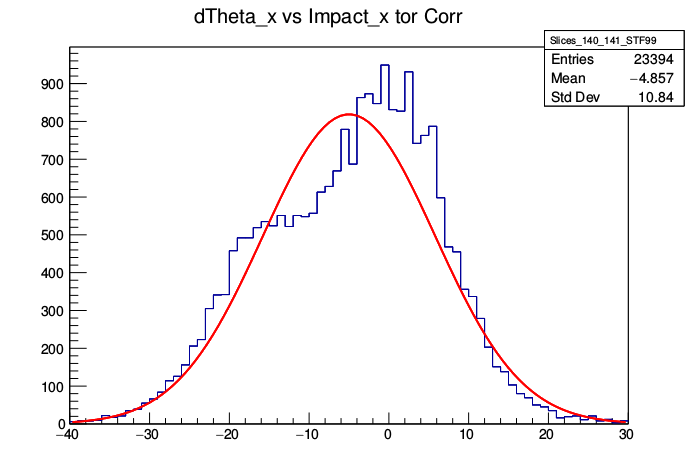 dTheta_x vs Impact_x tor Corr
Slices_140_141_STF99
Entries 23394
Mean −4.857
Std Dev 10.84
900
800
700
600
500
400
300
200
100
0
−40 −30 −20 −10 0 10 20 30